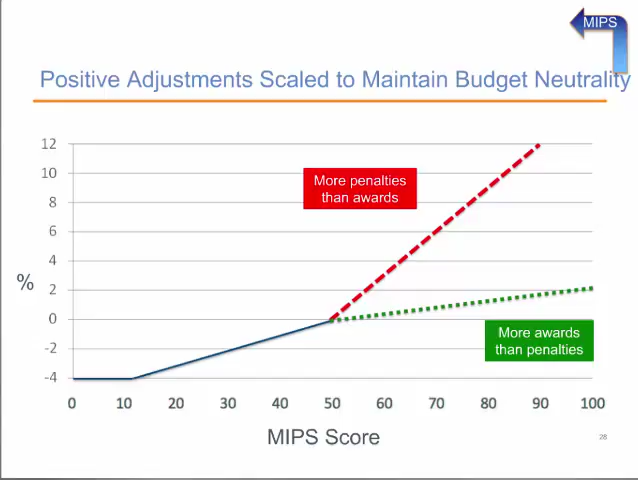 MIPS
Positive Adjustments Scaled to Maintain Budget Neutrality
12
10
8
6
4
2
0
-2
-4
%
More penalties
than awards
More awards
than penalties
0 10 20 30 40 50 60 70 80 90 100
MIPS Score
28